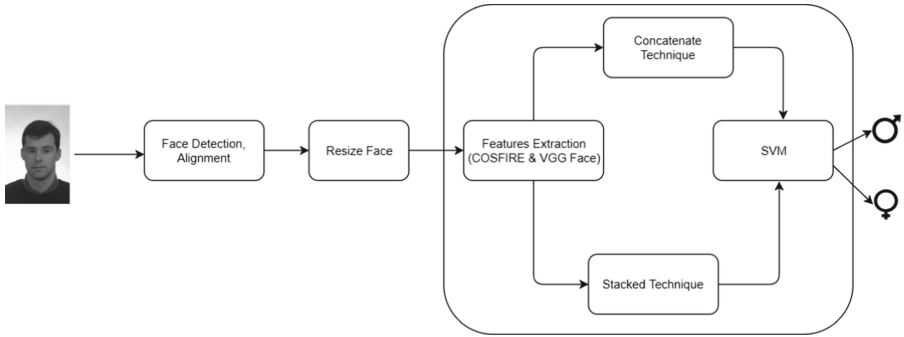 Face Detection,
Alignment
Resize Face
Features Extraction
(COSFIRE & VGG Face)
Concatenate
Technique
Stacked Technique
SVM